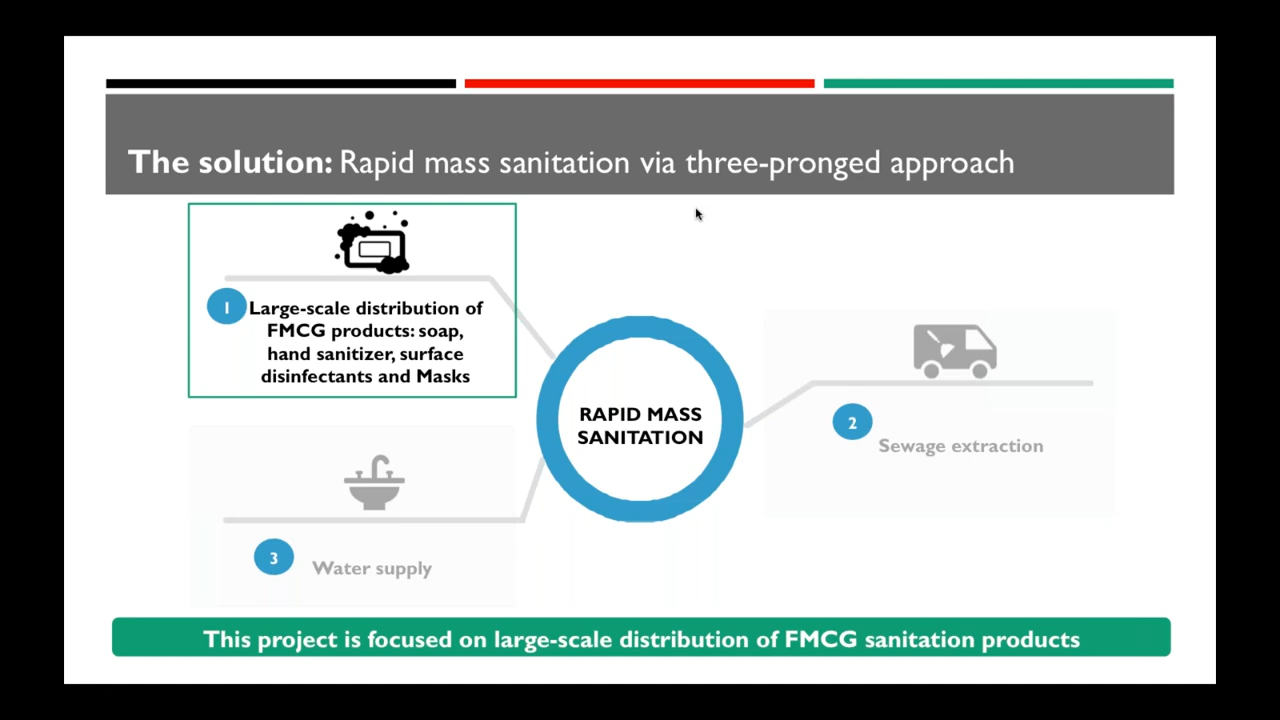 The solution: Rapid mass sanitation via three-pronged approach
1
Large-scale distribution of
FMCG products: soap,
hand sanitizer, surface
disinfectants and Masks
RAPID MASS
SANITATION
2
Sewage extraction
3
Water supply
This project is focused on large-scale distribution of FMCG sanitation products